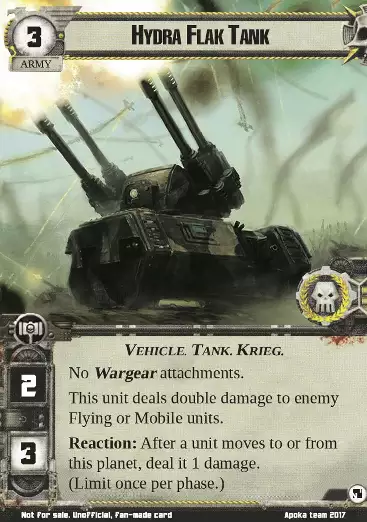 3
HYDRA FLAK TANK
ARMY
VEHICLE. TANK. KRIEG.
No Wargear attachments.
2
This unit deals double damage to enemy
Flying or Mobile units.
3
Reaction: After a unit moves to or from
this planet, deal it 1 damage.
(Limit once per phase.)
Not for sale. Unofficial, fan-made card
Apoka team 2017